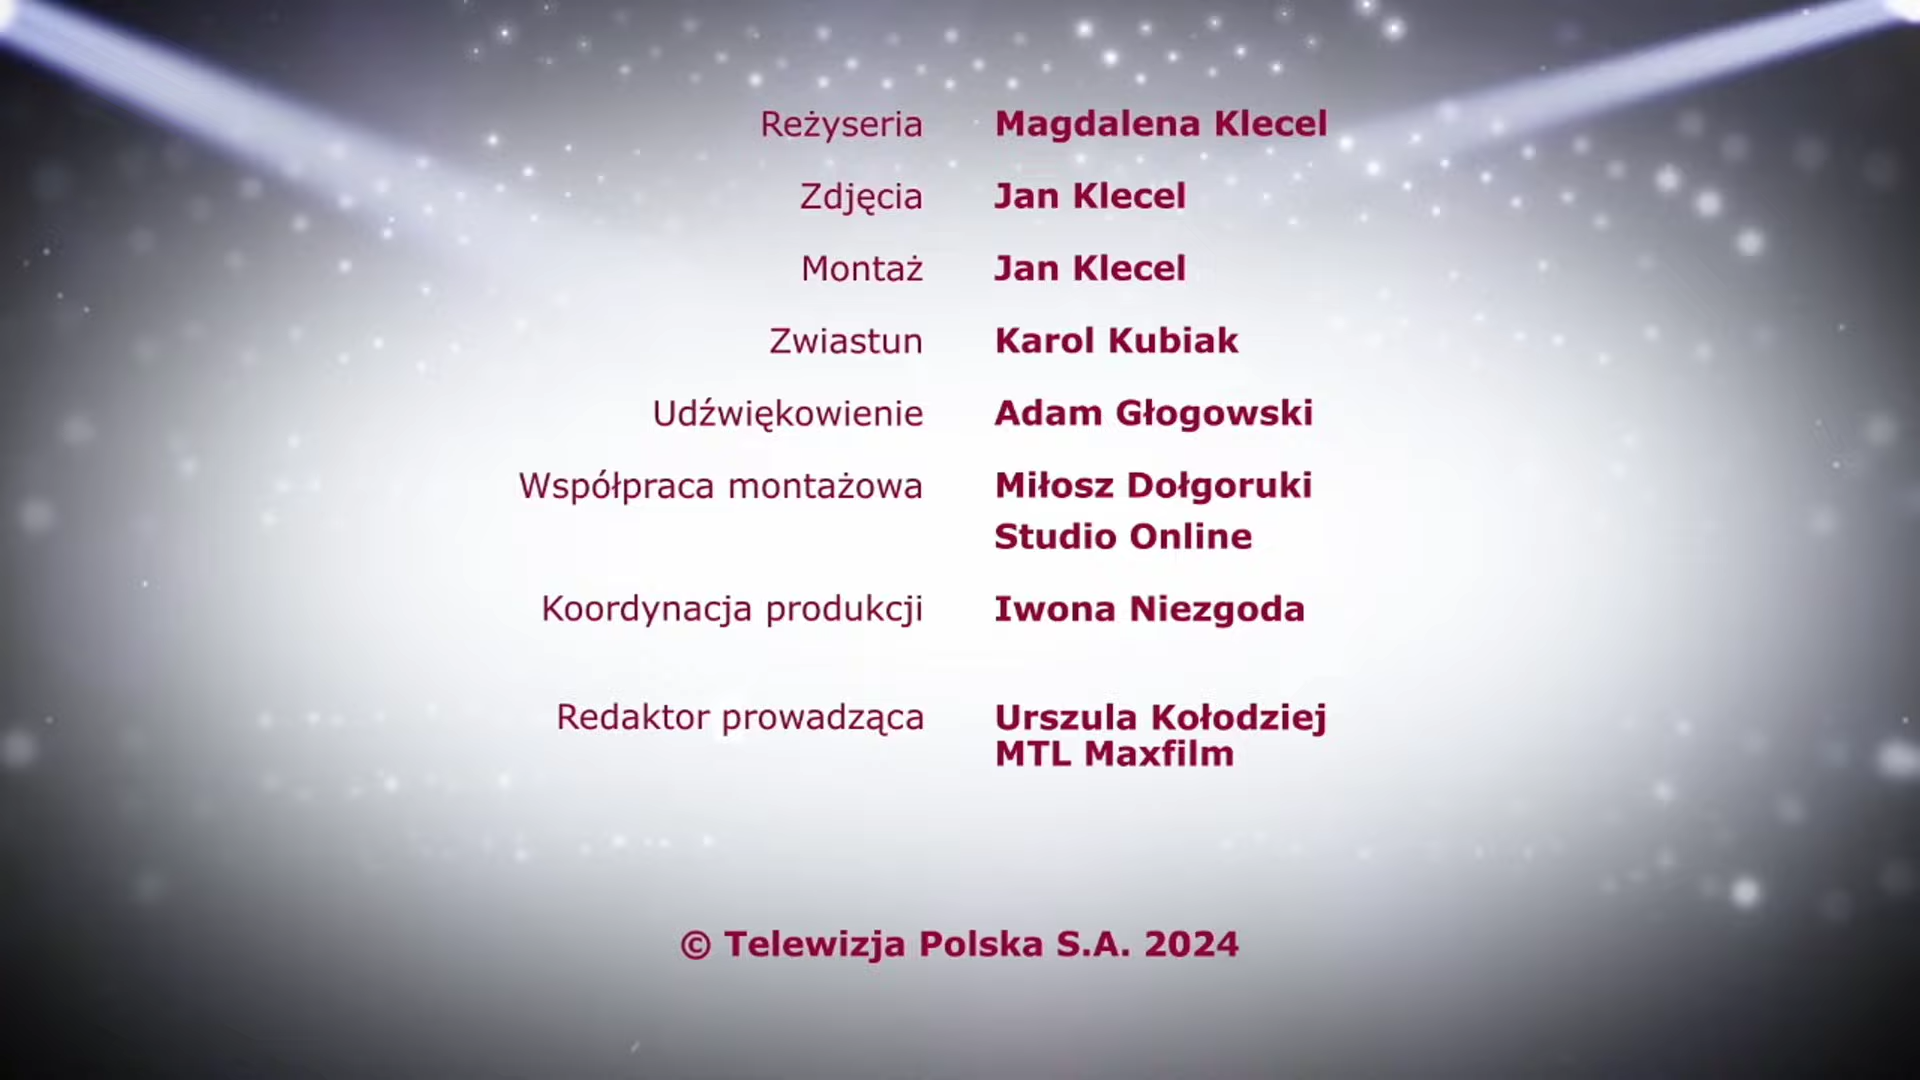 Reżyseria Magdalena Klecel
Zdjęcia Jan Klecel
Montaż Jan Klecel
Zwiastun Karol Kubiak
Udźwiękowienie Adam Głogowski
Współpraca montażowa Miłosz Dołgoruki
Studio Online
Koordynacja produkcji Iwona Niezgoda
Redaktor prowadząca Urszula Kołodziej
MTL Maxfilm
© Telewizja Polska S.A. 2024